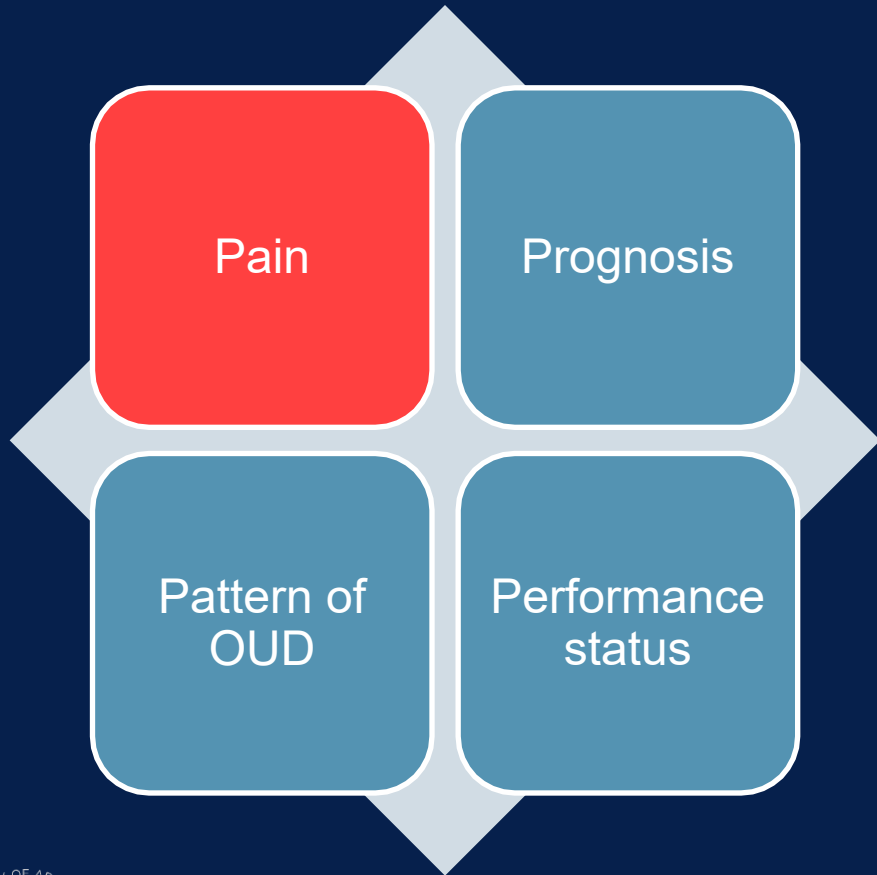 Pain
Prognosis
Pattern of
OUD
Performance
status